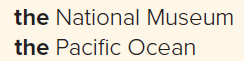 the National Museum
the Pacific Ocean